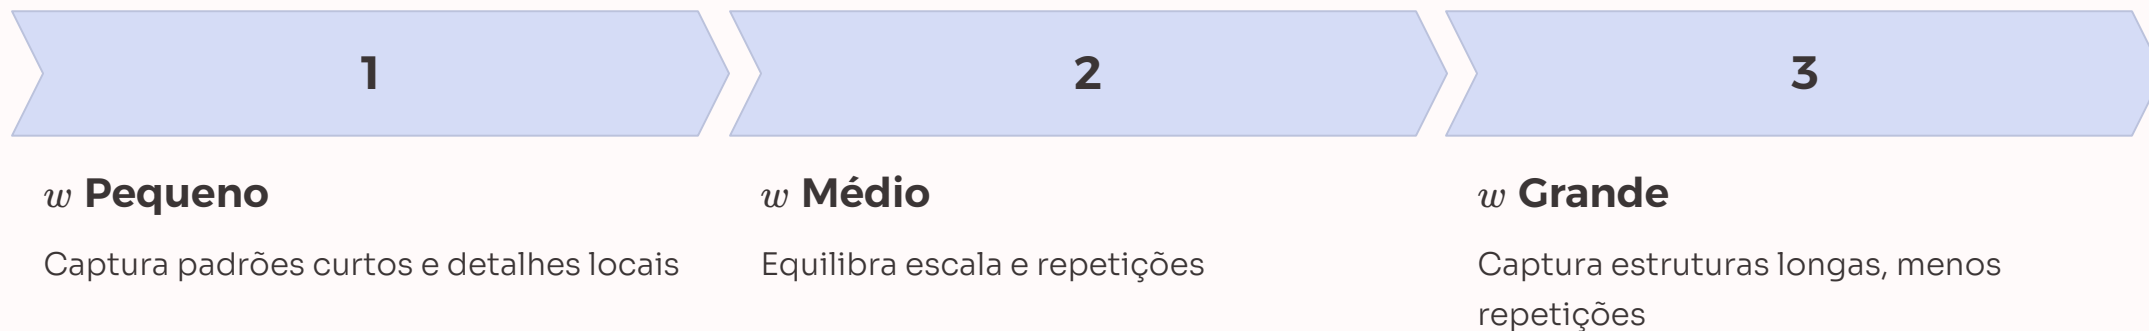 1
2
3
w Pequeno
w Médio
w Grande
Captura padrões curtos e detalhes locais
Equilibra escala e repetições
Captura estruturas longas, menos
repetições